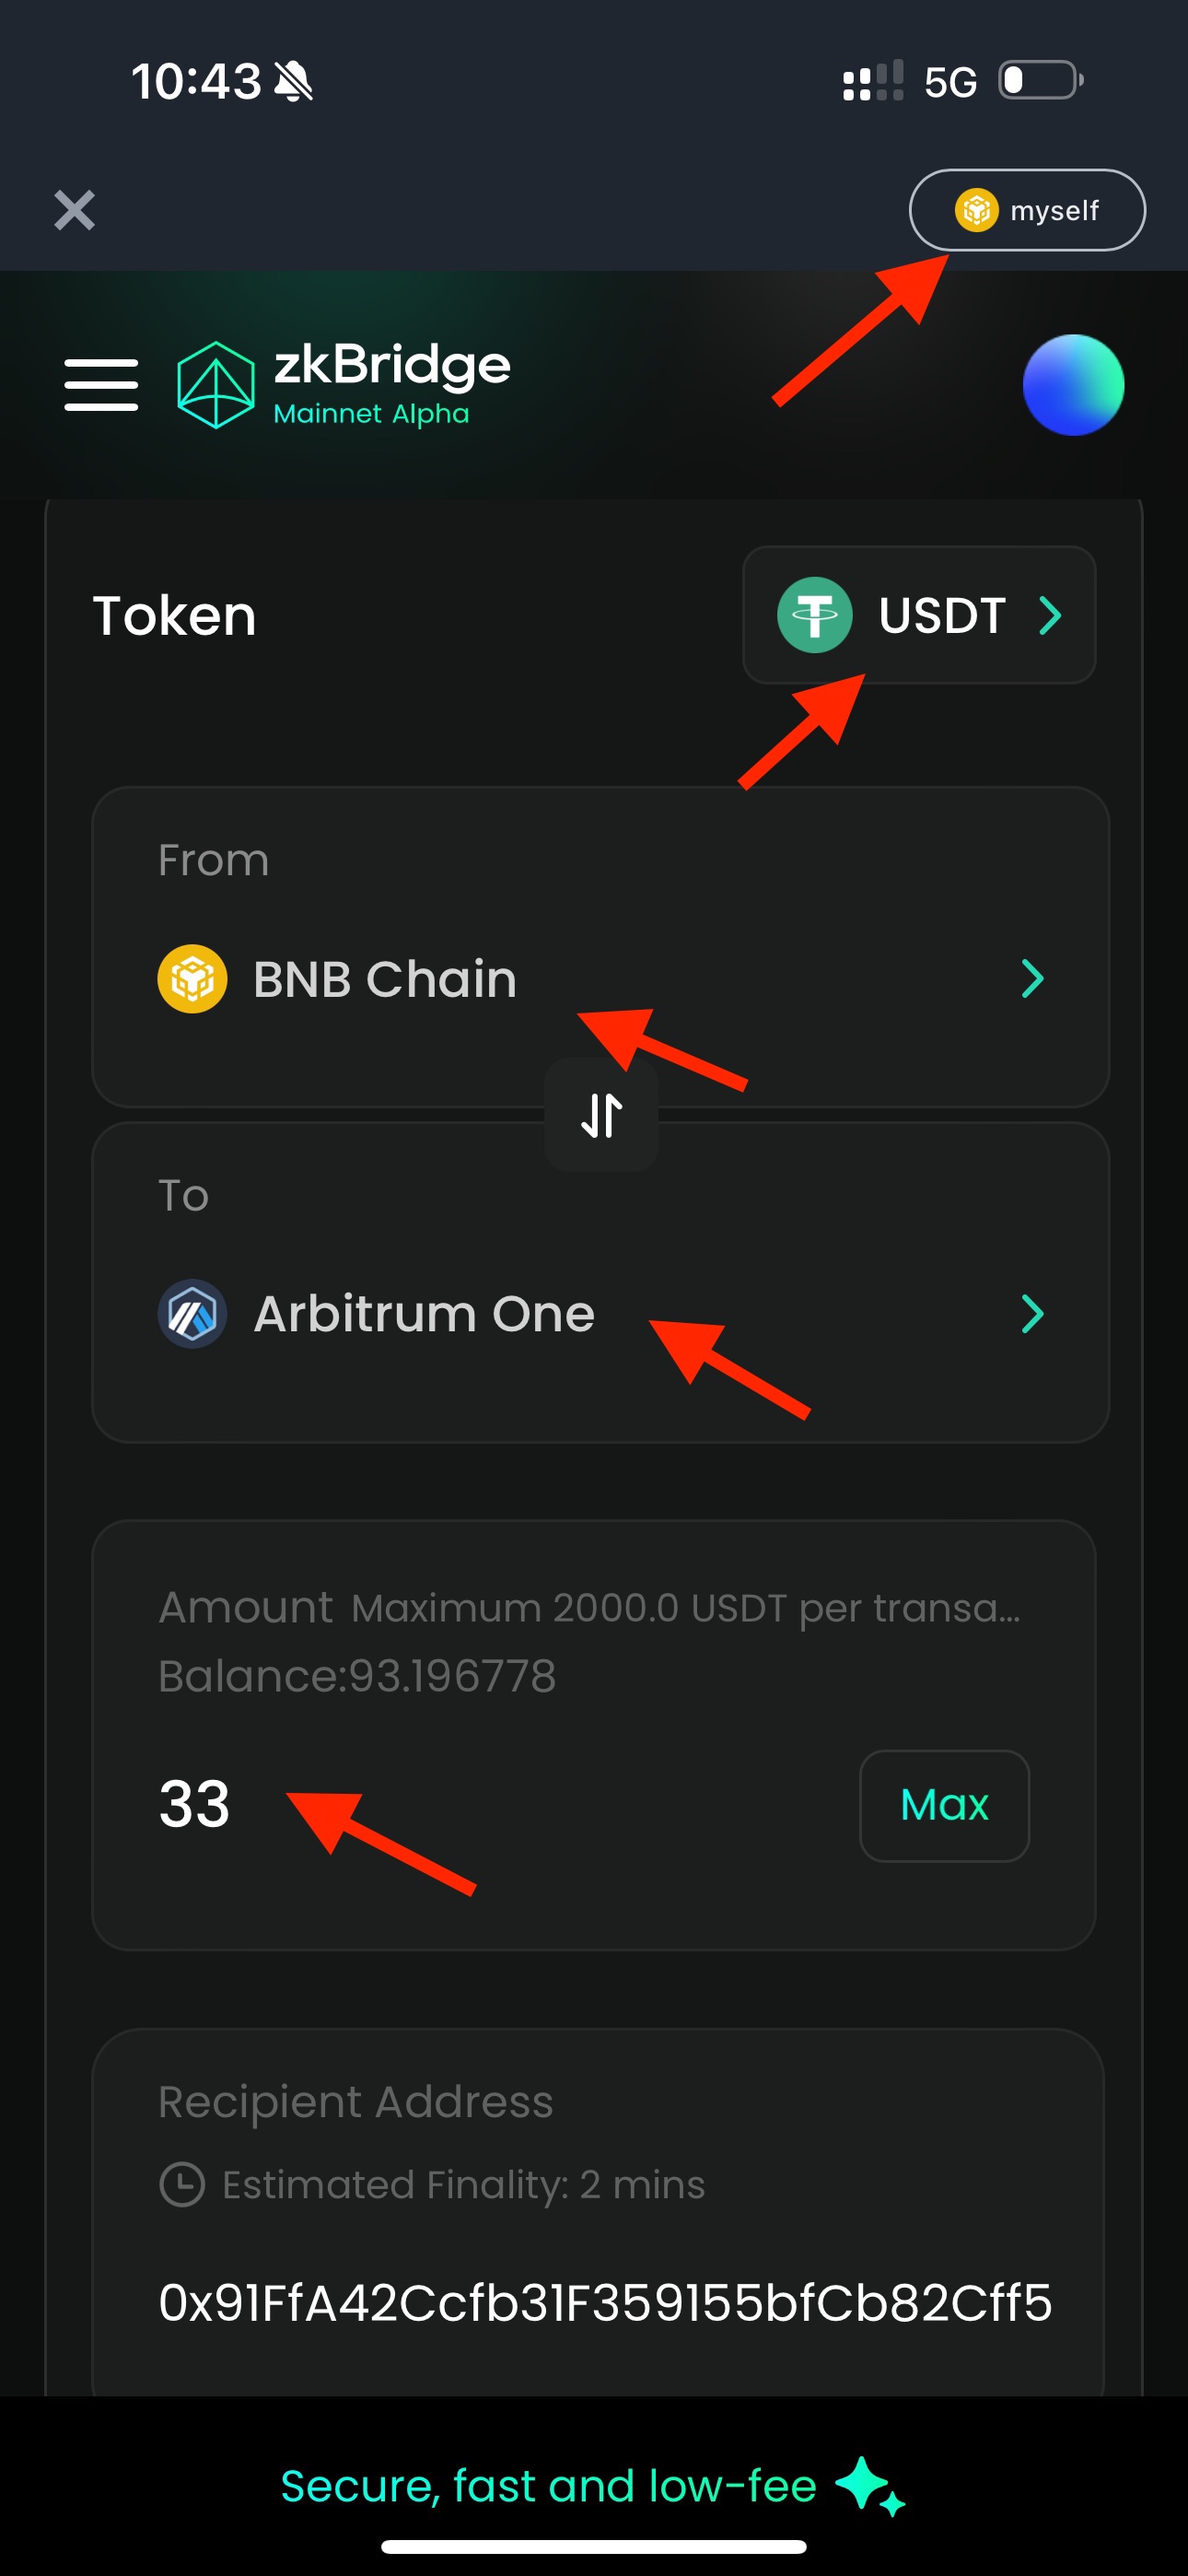 10:43
5G
myself
zkBridge
Mainnet Alpha
Token
USDT
From
BNB Chain
To
Arbitrum One
Amount Maximum 2000.0 USDT per transa...
Balance:93.196778
33
Max
Recipient Address
Estimated Finality: 2 mins
0x91FfA42Ccfb31F359155bfCb82Cff5
Secure, fast and low-fee